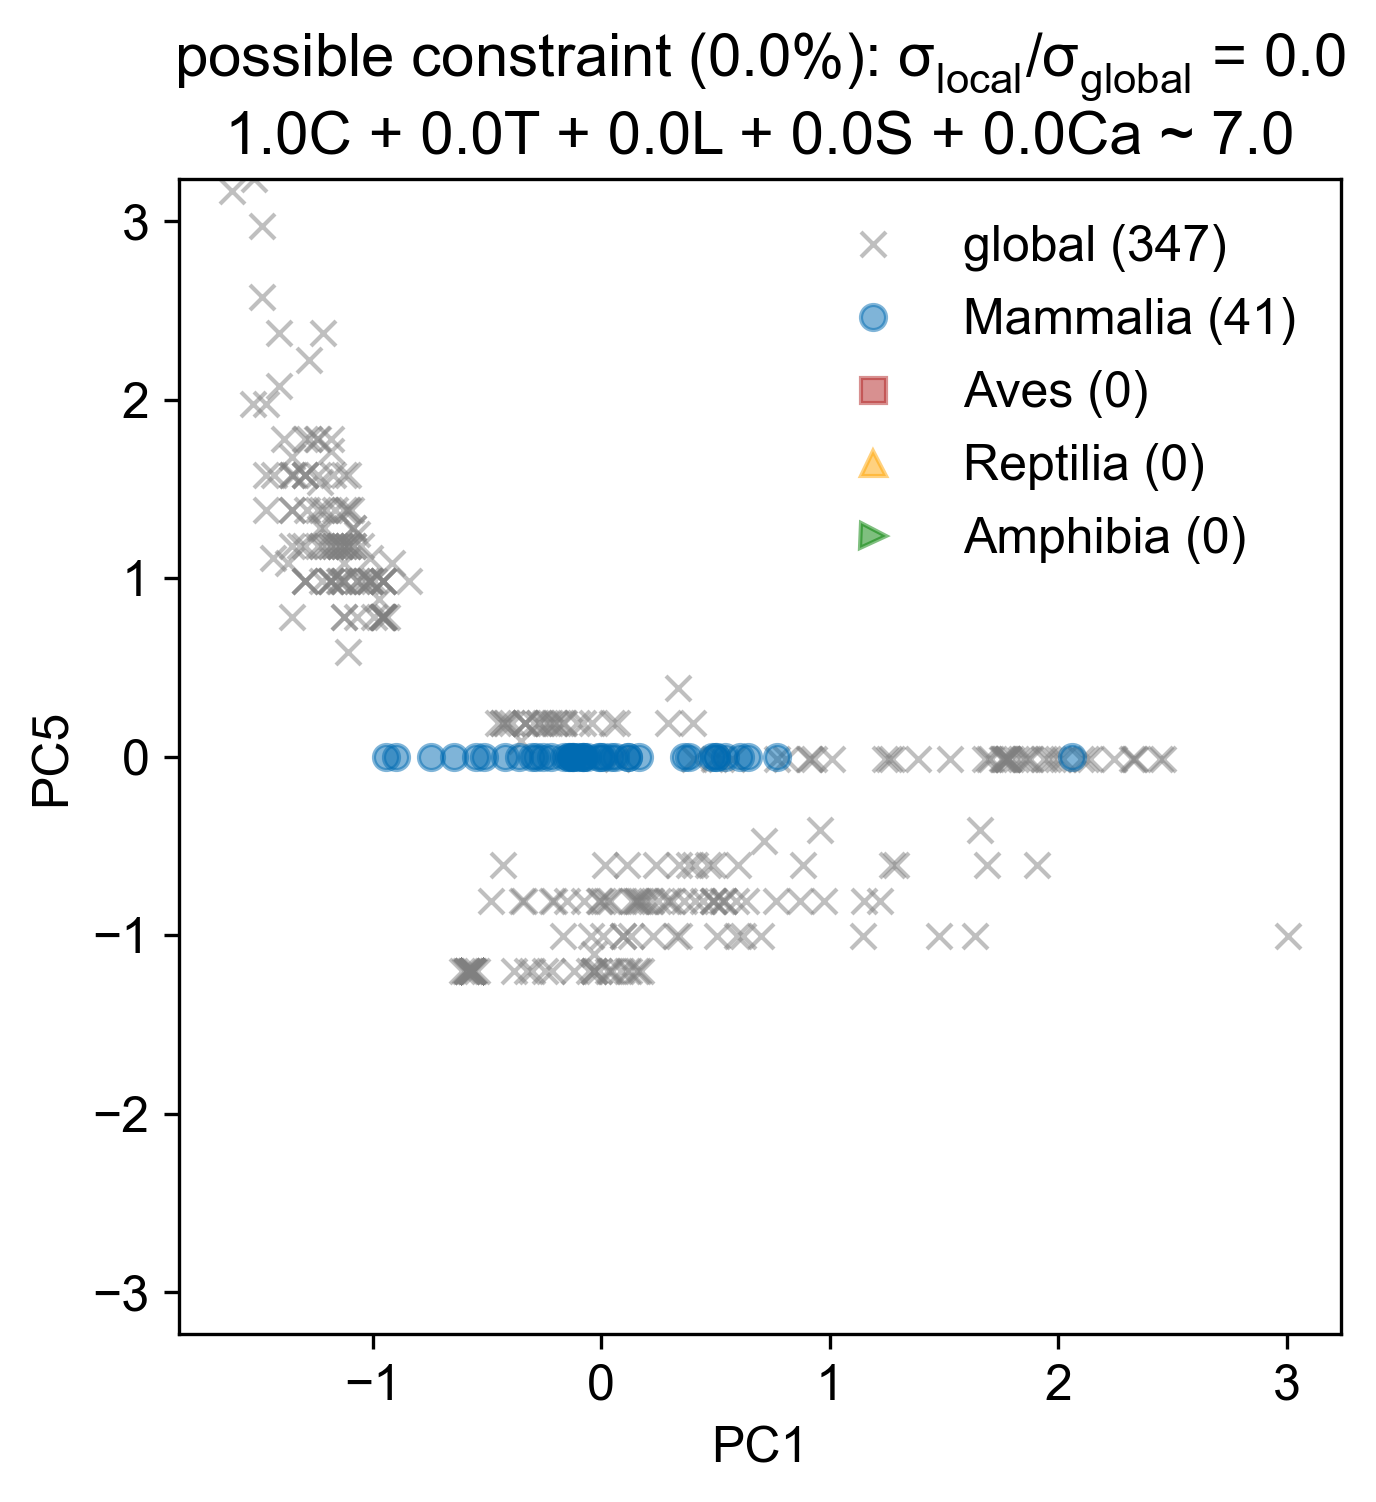 possible constraint (0.0%): σlocal/σglobal = 0.0
1.0C + 0.0T + 0.0L + 0.0S + 0.0Ca ~ 7.0
global (347)
Mammalia (41)
Aves (0)
Reptilia (0)
Amphibia (0)
3
2
1
0
−1
−2
−3
PC5
−1
0
1
2
3
PC1